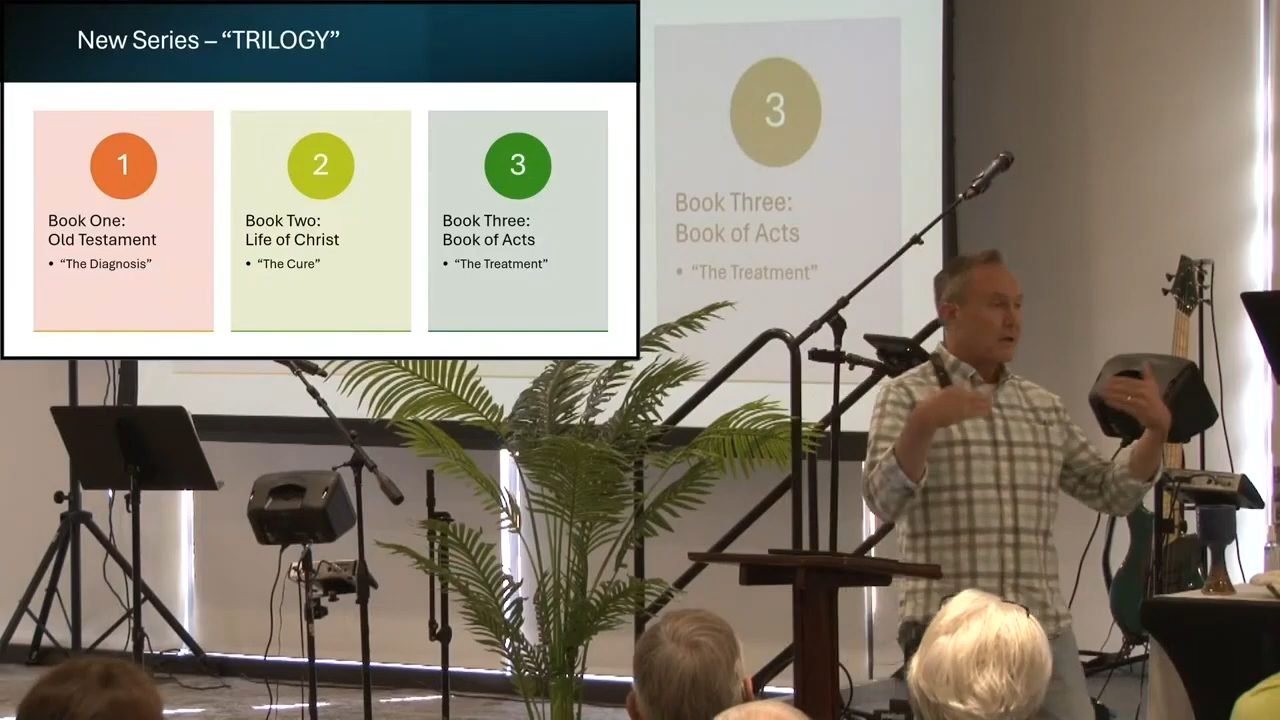 New Series – “TRILOGY”
1
Book One:
Old Testament
• “The Diagnosis”
2
Book Two:
Life of Christ
• “The Cure”
3
Book Three:
Book of Acts
• “The Treatment”
3
Book Three:
Book of Acts
• “The Treatment”